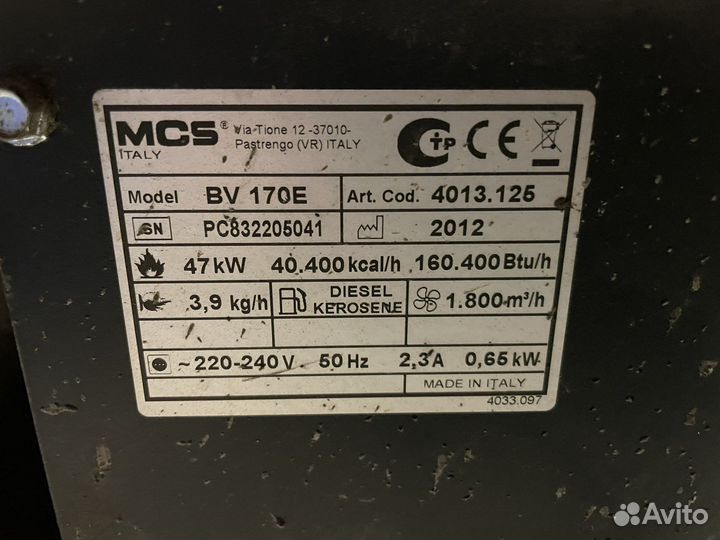 MCS® Via Tione 12 -37010-
ITALY Pastrengo (VR) ITALY
CTP CE
Model BV 170E Art. Cod. 4013.125
SN PC832205041 2012
47 kW 40.400 kcal/h 160.400 Btu/h
3,9 kg/h DIESEL KEROSENE 1.800 m³/h
~ 220-240 V 50 Hz 2,3 A 0,65 kW
MADE IN ITALY
4033.097
Avito